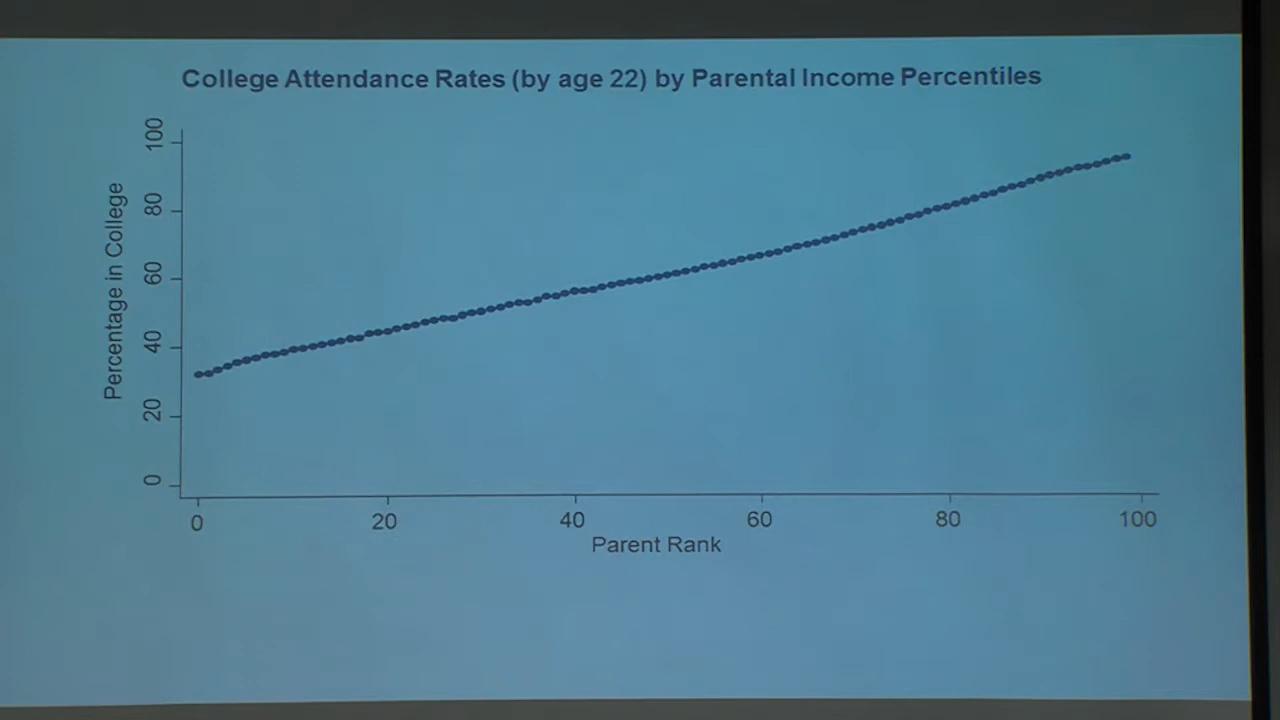 College Attendance Rates (by age 22) by Parental Income Percentiles
Percentage in College
100
80
60
40
20
0
0 20 40 60 80 100
Parent Rank